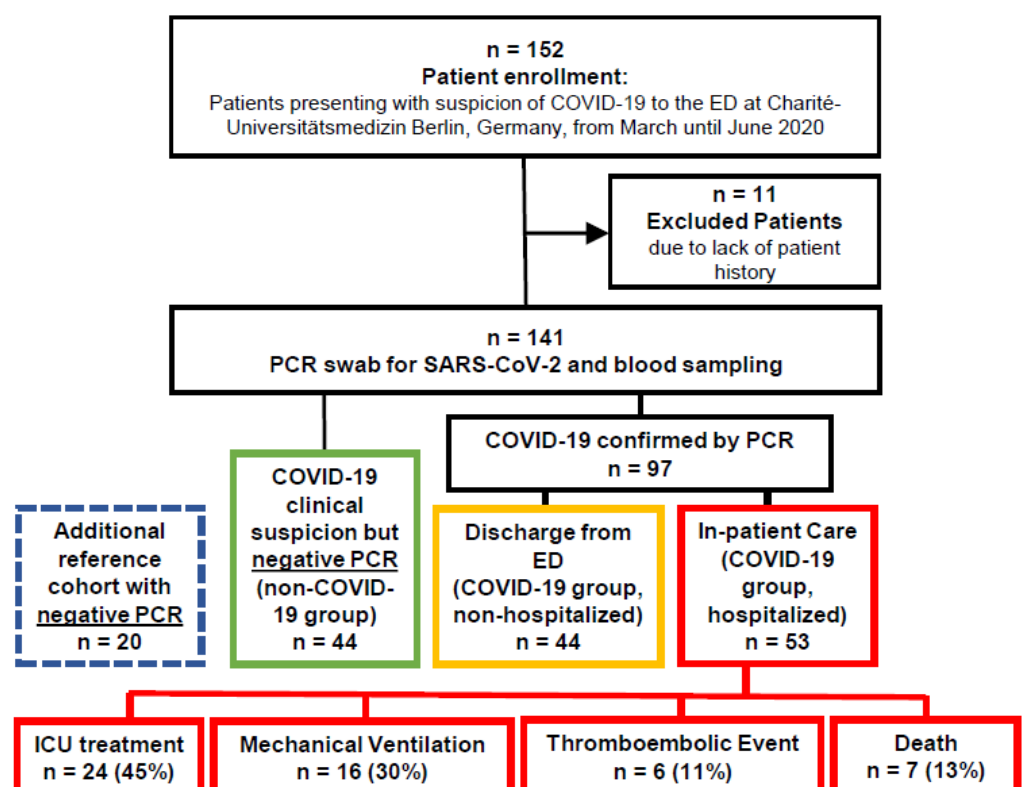 n = 152
Patient enrollment:
Patients presenting with suspicion of COVID-19 to the ED at Charité-
Universitätsmedizin Berlin, Germany, from March until June 2020
n = 11
Excluded Patients
due to lack of patient
history
n = 141
PCR swab for SARS-CoV-2 and blood sampling
COVID-19 confirmed by PCR
n = 97
Additional
reference
cohort with
negative PCR
n = 20
COVID-19
clinical
suspicion but
negative PCR
(non-COVID-
19 group)
n = 44
Discharge from
ED
(COVID-19 group,
non-hospitalized)
n = 44
In-patient Care
(COVID-19
group,
hospitalized)
n = 53
ICU treatment
n = 24 (45%)
Mechanical Ventilation
n = 16 (30%)
Thromboembolic Event
n = 6 (11%)
Death
n = 7 (13%)